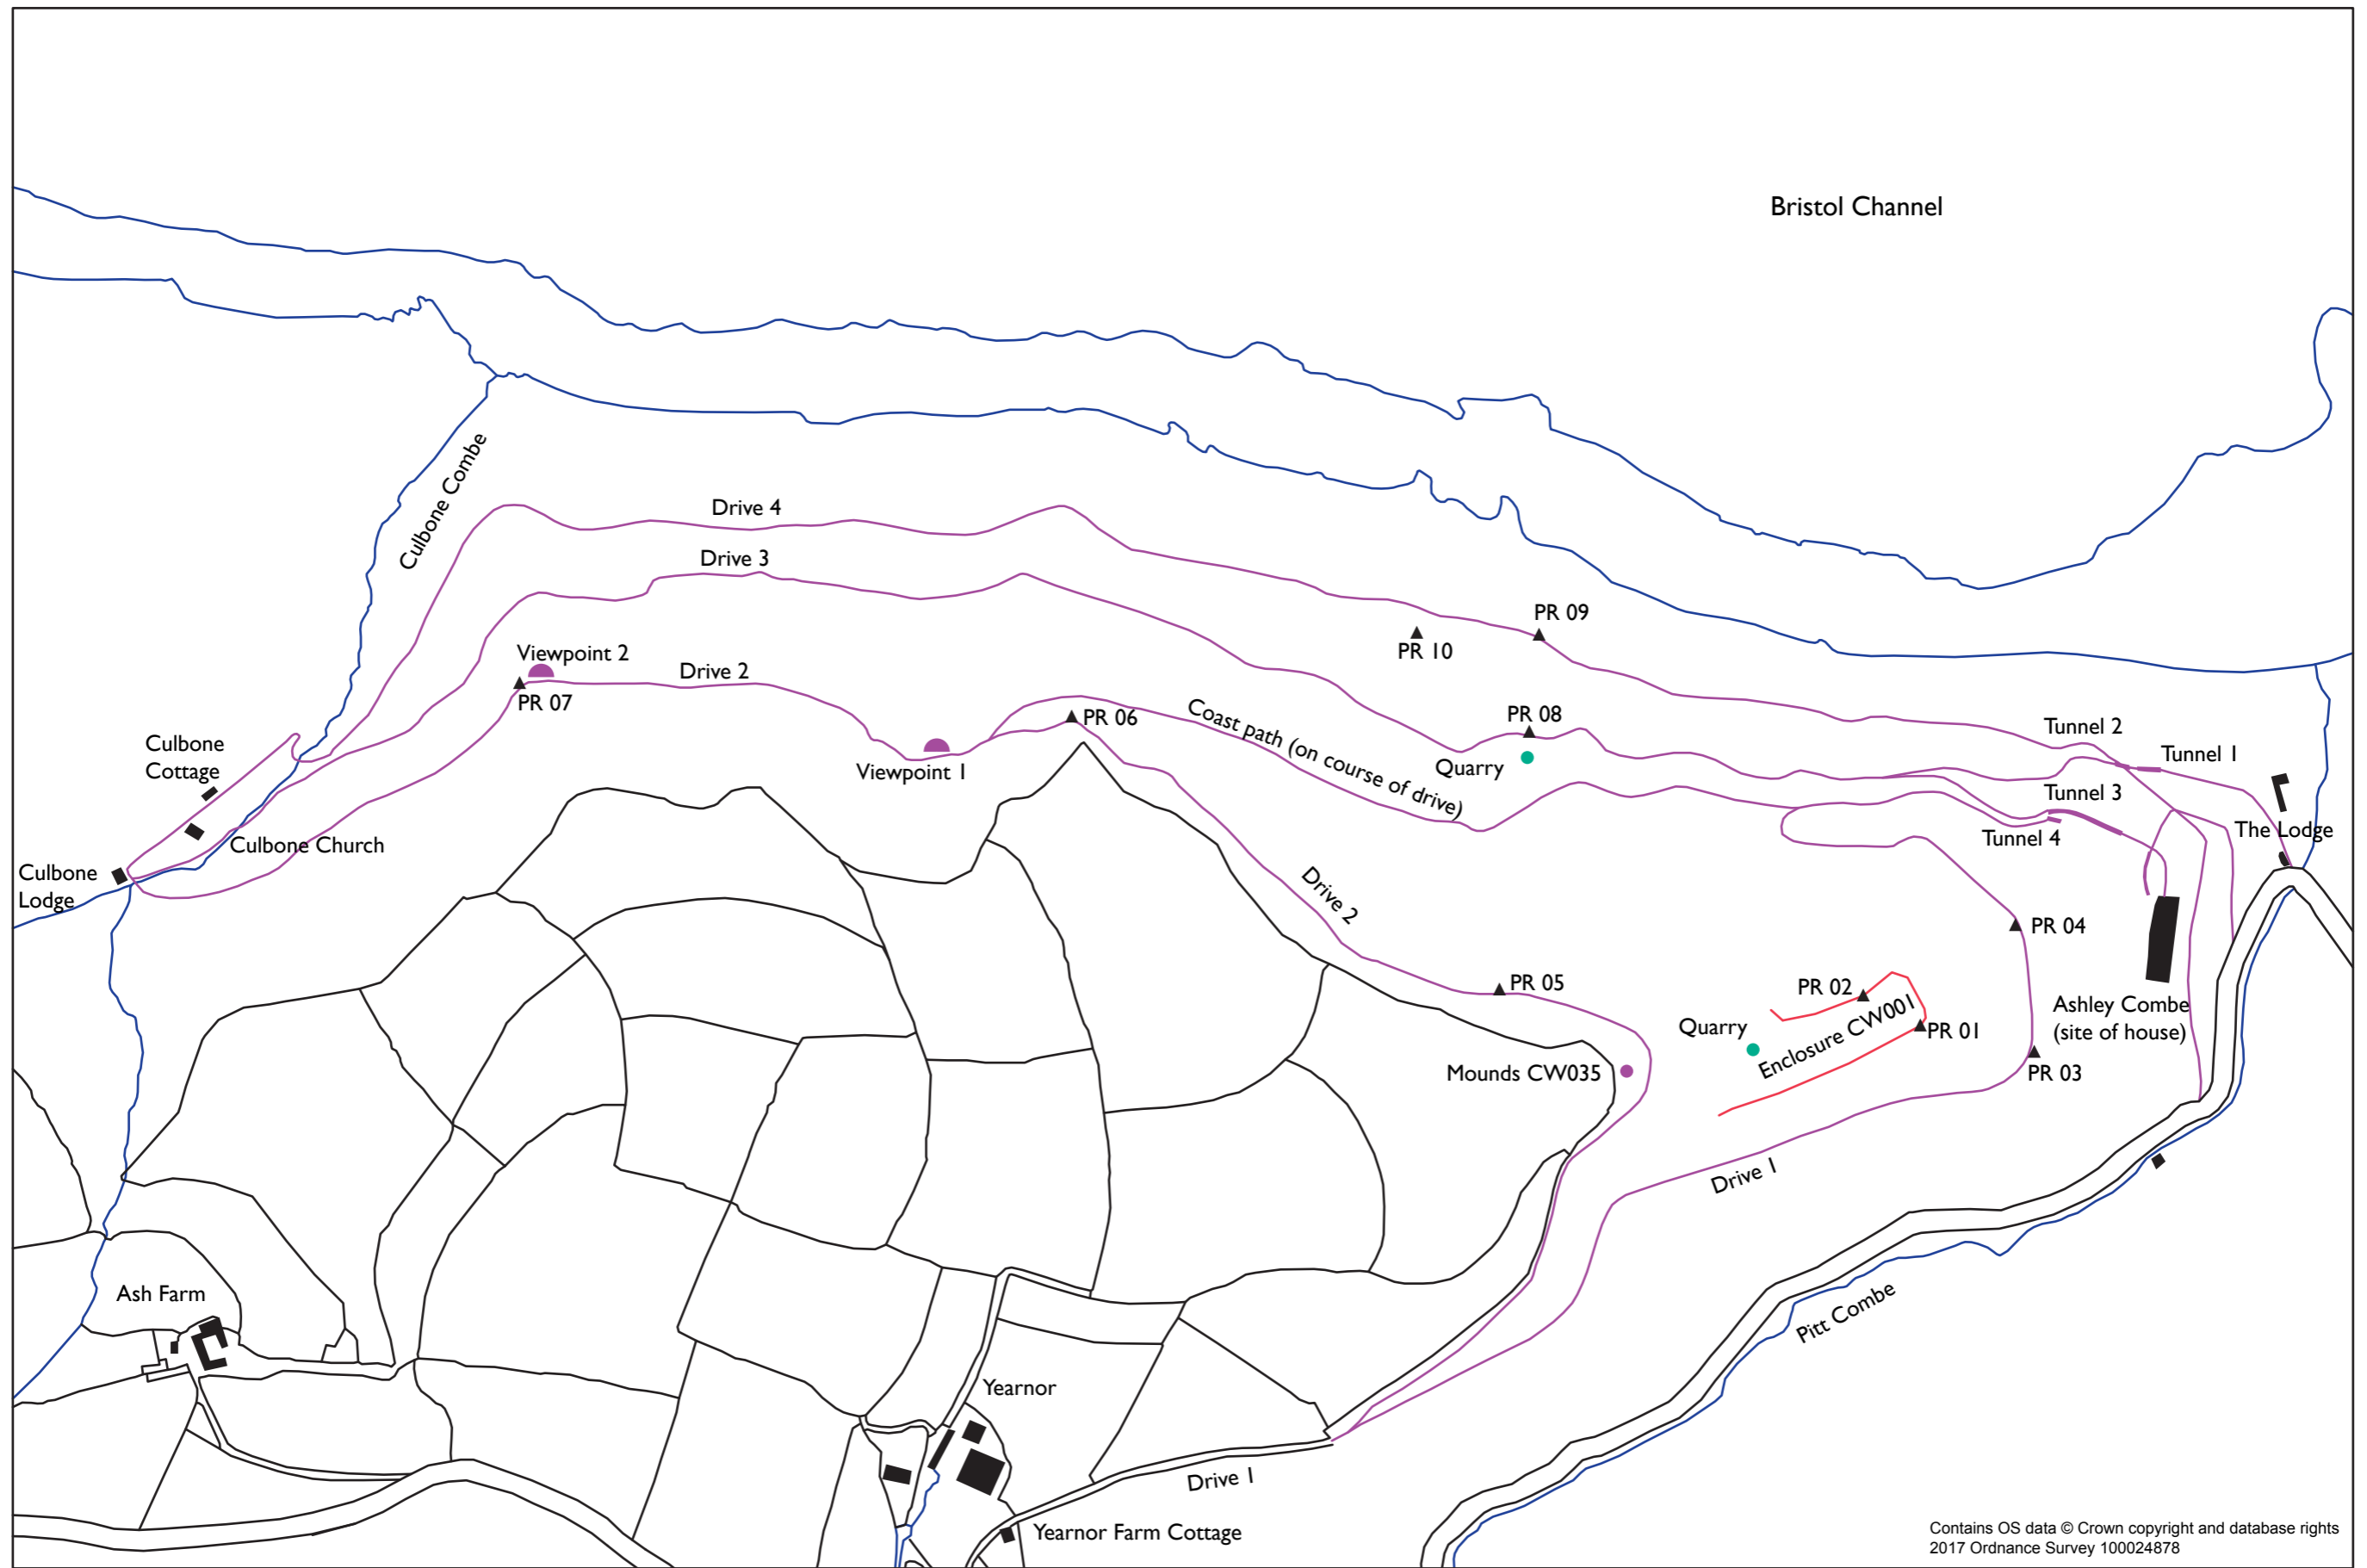 Bristol Channel
Culbone Combe
Drive 4
Drive 3
PR 09
PR 10
Viewpoint 2
Drive 2
PR 07
PR 06
Coast path (on course of drive)
PR 08
Quarry
Viewpoint 1
Tunnel 2
Tunnel 1
Tunnel 3
Tunnel 4
The Lodge
Culbone
Cottage
Culbone Church
Culbone
Lodge
Drive 2
PR 04
PR 05
PR 02
Enclosure CW001
PR 01
Quarry
Ashley Combe
(site of house)
PR 03
Mounds CW035
Drive 1
Ash Farm
Pitt Combe
Yearnor
Drive 1
Yearnor Farm Cottage
Contains OS data © Crown copyright and database rights
2017 Ordnance Survey 100024878